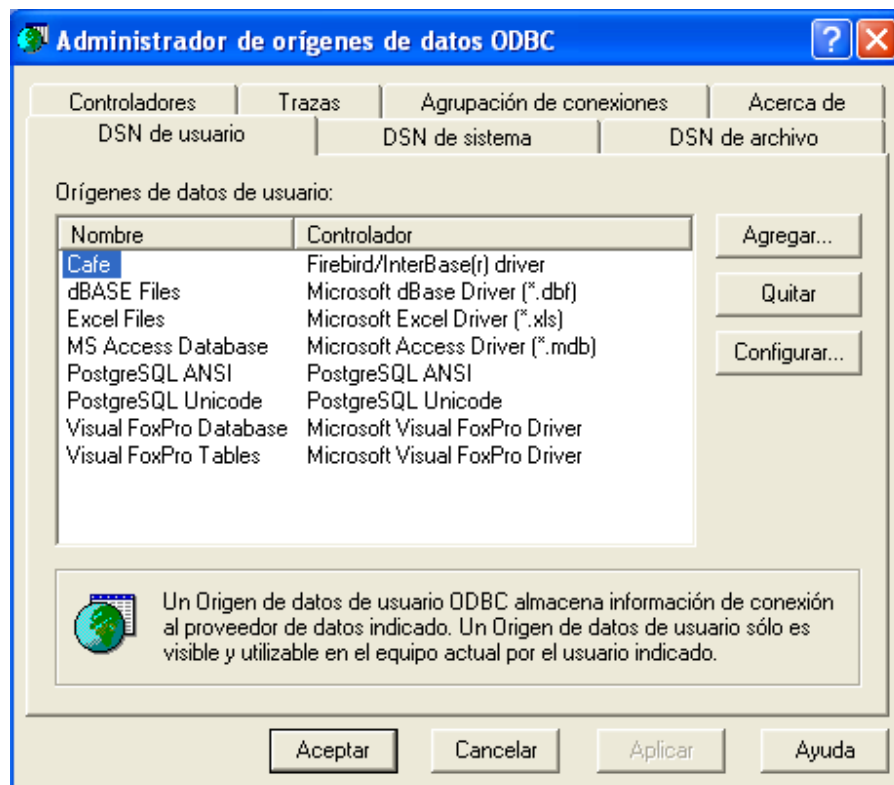 Administrador de orígenes de datos ODBC
Controladores Trazas Agrupación de conexiones Acerca de
DSN de usuario DSN de sistema DSN de archivo
Orígenes de datos de usuario:
Nombre Controlador
Cafe Firebird/InterBase(r) driver
dBASE Files Microsoft dBase Driver (*.dbf)
Excel Files Microsoft Excel Driver (*.xls)
MS Access Database Microsoft Access Driver (*.mdb)
PostgreSQL ANSI PostgreSQL ANSI
PostgreSQL Unicode PostgreSQL Unicode
Visual FoxPro Database Microsoft Visual FoxPro Driver
Visual FoxPro Tables Microsoft Visual FoxPro Driver
Agregar...
Quitar
Configurar...
Un Origen de datos de usuario ODBC almacena información de conexión
al proveedor de datos indicado. Un Origen de datos de usuario sólo es
visible y utilizable en el equipo actual por el usuario indicado.
Aceptar Cancelar Aplicar Ayuda